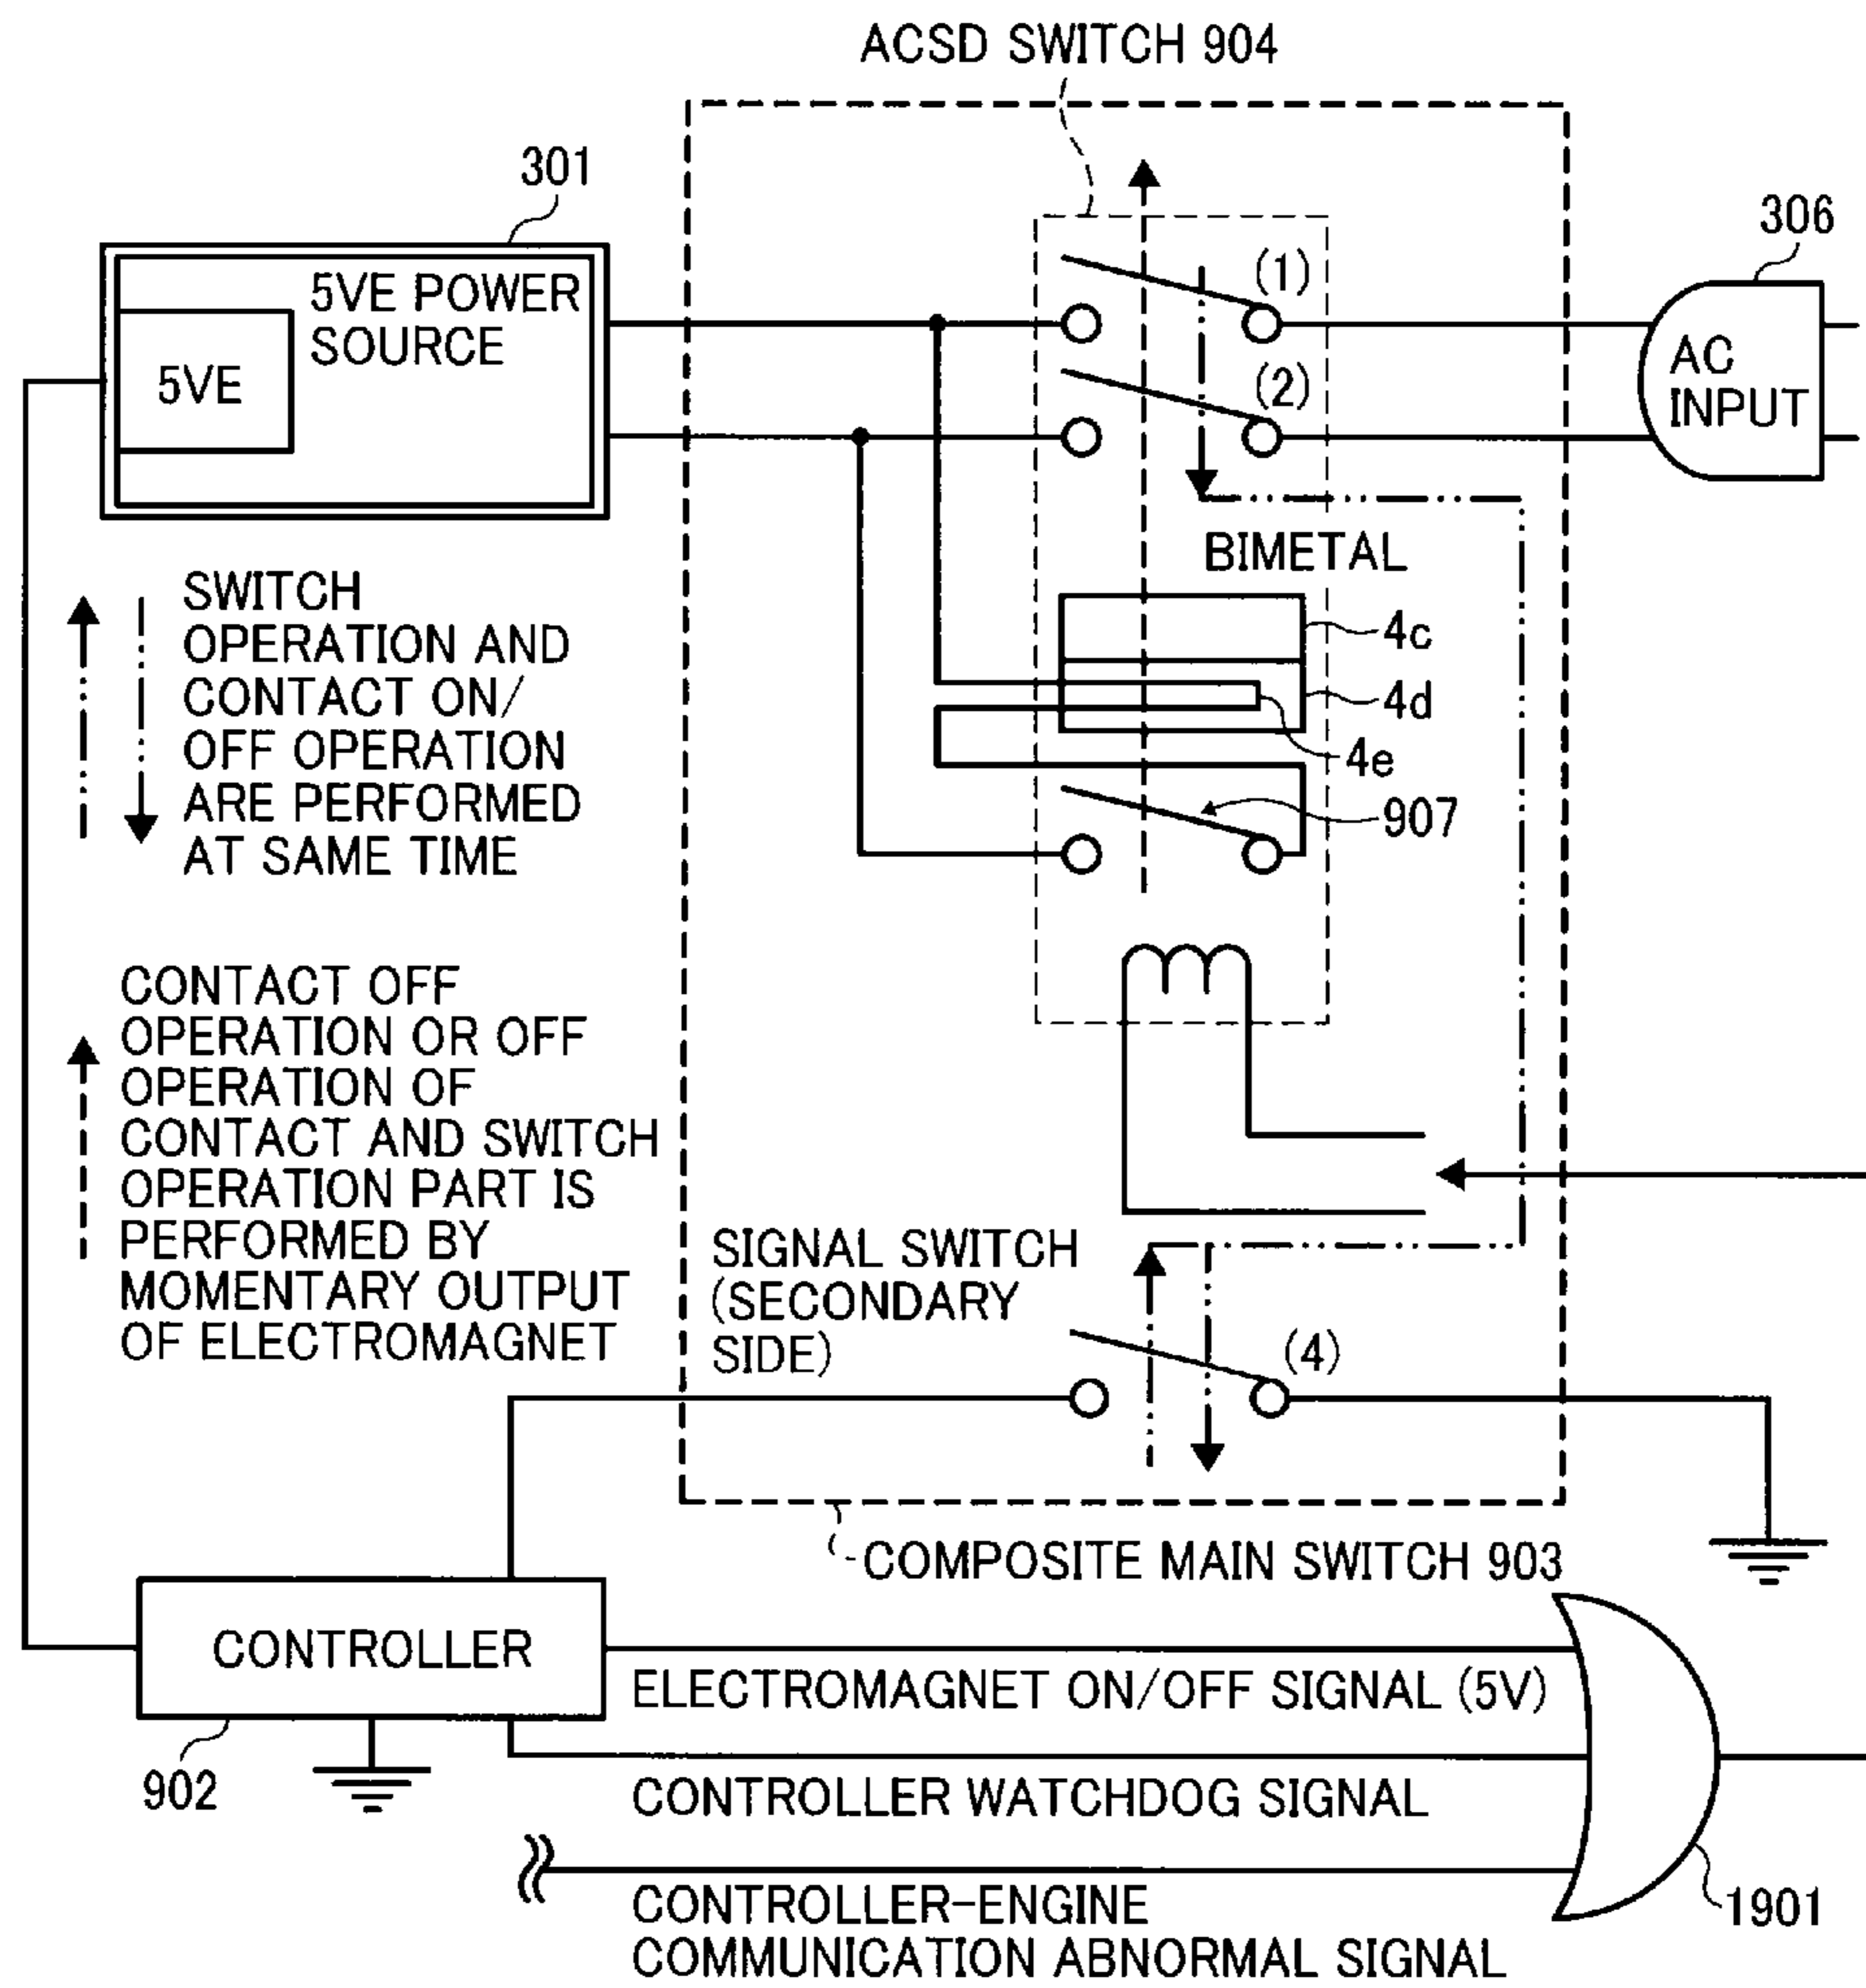 ACSD SWITCH 904
301
306
5VE POWER
SOURCE
5VE
(1)
(2)
AC
INPUT
BIMETAL
4c
4d
4e
907
SWITCH
OPERATION AND
CONTACT ON/
OFF OPERATION
ARE PERFORMED
AT SAME TIME
CONTACT OFF
OPERATION OR OFF
OPERATION OF
CONTACT AND SWITCH
OPERATION PART IS
PERFORMED BY
MOMENTARY OUTPUT
OF ELECTROMAGNET
SIGNAL SWITCH
(SECONDARY
SIDE)
(4)
COMPOSITE MAIN SWITCH 903
CONTROLLER
902
ELECTROMAGNET ON/OFF SIGNAL (5V)
CONTROLLER WATCHDOG SIGNAL
CONTROLLER-ENGINE
COMMUNICATION ABNORMAL SIGNAL
1901